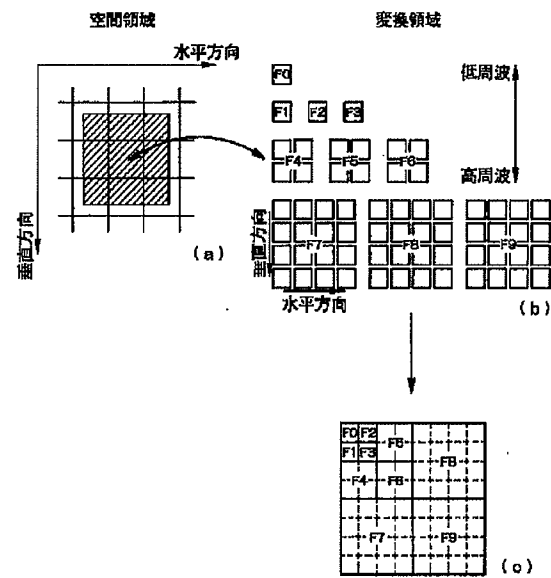 空間領域
変換領域
水平方向
F0
低周波
F1 F2 F3
F4 F5 F6
高周波
垂直方向
(a)
垂直方向
F7 F8 F9
水平方向
(b)
F0 F2
F5
F1 F3
F8
F4 F6
F7 F9
(c)